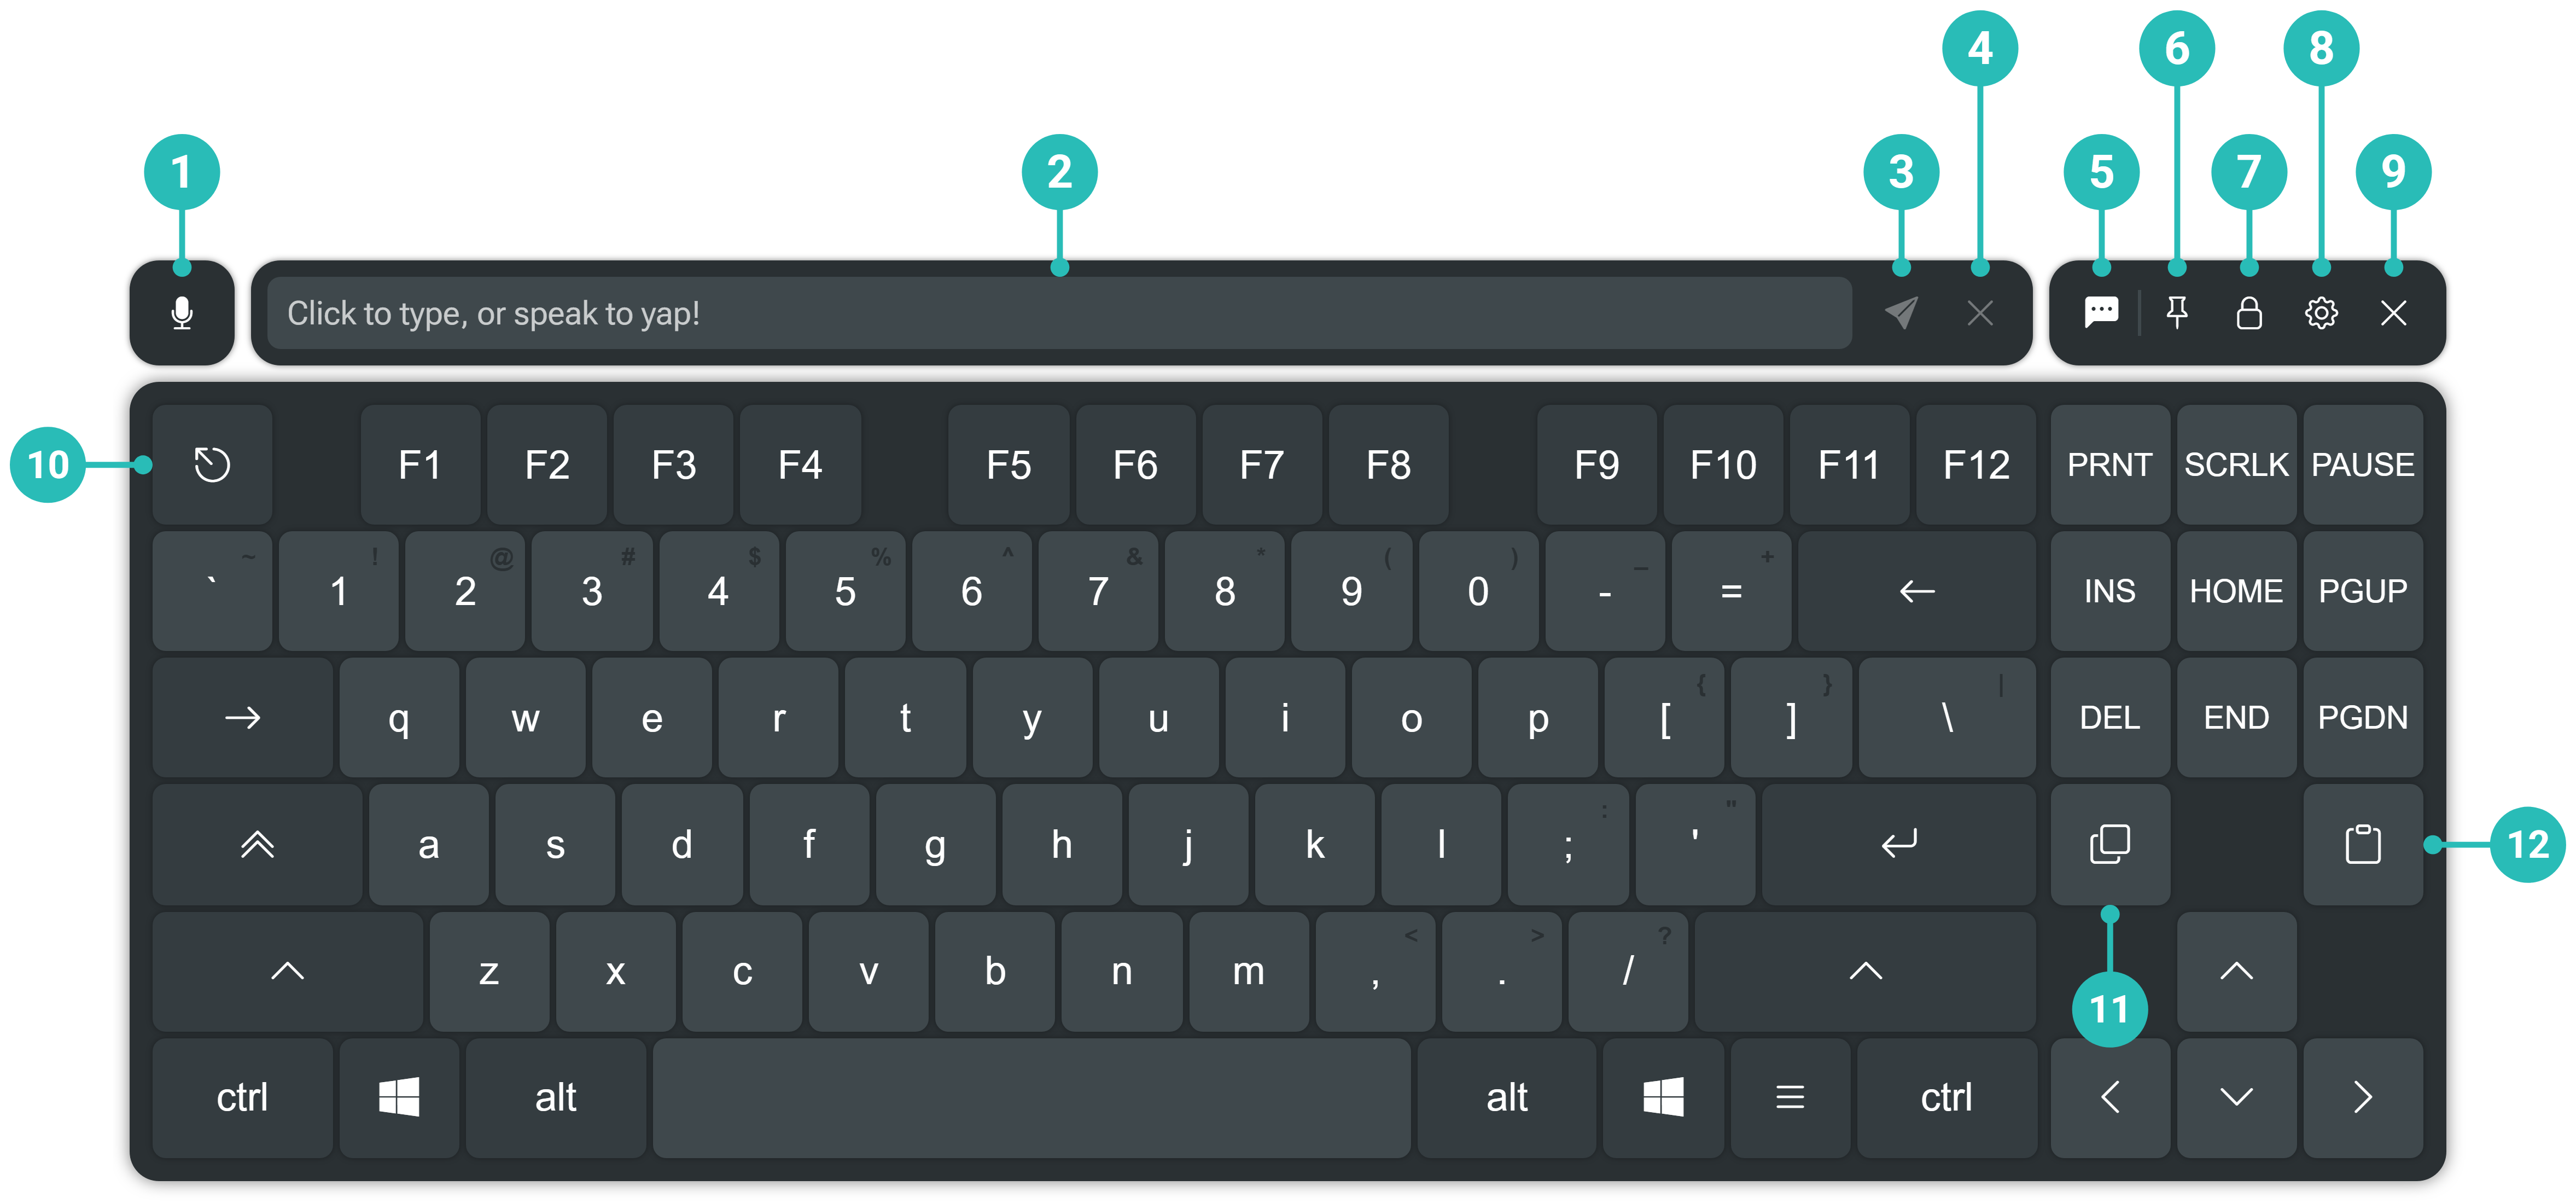 4 6 8
1 2 3 5 7 9
Click to type, or speak to yap!
10 F1 F2 F3 F4 F5 F6 F7 F8 F9 F10 F11 F12 PRNT SCRLK PAUSE
~ ! @ # $ % ^ & * ( ) _ +
` 1 2 3 4 5 6 7 8 9 0 - = ← INS HOME PGUP
{ } |
→ q w e r t y u i o p [ ] \ DEL END PGDN
: "
a s d f g h j k l ; ' 12
< > ?
z x c v b n m , . /
11
ctrl alt alt ctrl